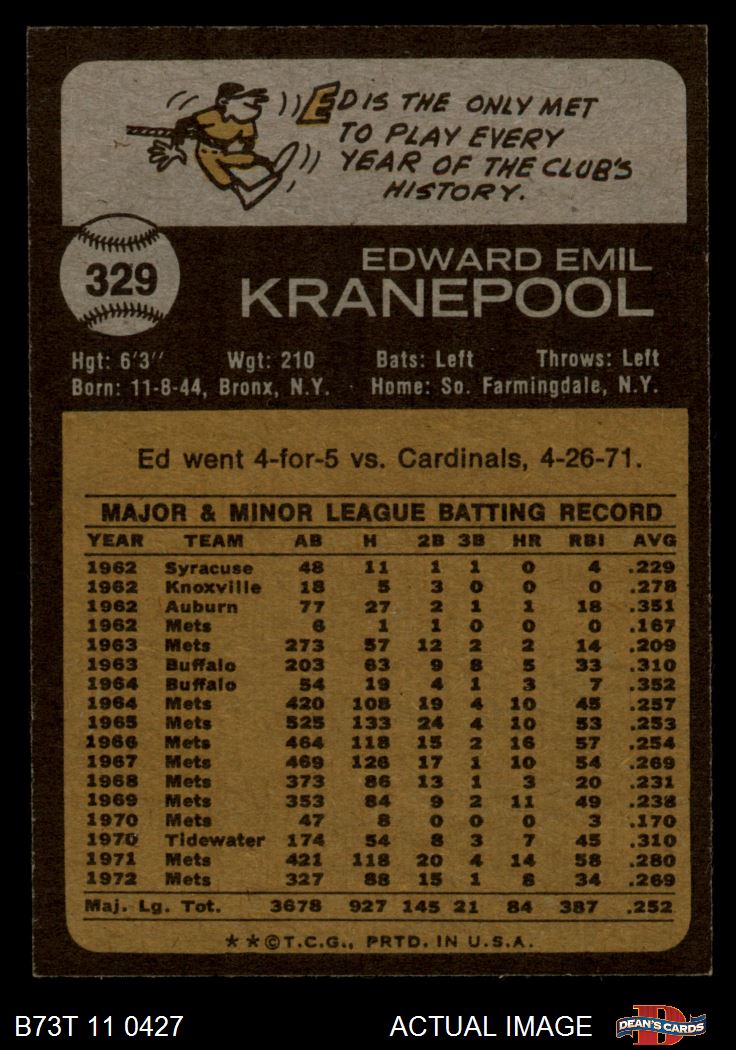 ED IS THE ONLY MET
TO PLAY EVERY
YEAR OF THE CLUB'S
HISTORY.
329
EDWARD EMIL
KRANEPOOL
Hgt: 6'3'' Wgt: 210 Bats: Left Throws: Left
Born: 11-8-44, Bronx, N.Y. Home: So. Farmingdale, N.Y.
Ed went 4-for-5 vs. Cardinals, 4-26-71.
MAJOR & MINOR LEAGUE BATTING RECORD
YEAR TEAM AB H 2B 3B HR RBI AVG
1962 Syracuse 48 11 1 1 0 4 .229
1962 Knoxville 18 5 3 0 0 0 .278
1962 Auburn 77 27 2 1 1 18 .351
1962 Mets 6 1 1 0 0 0 .167
1963 Mets 273 57 12 2 2 14 .209
1963 Buffalo 203 63 9 8 5 33 .310
1964 Buffalo 54 19 4 1 3 7 .352
1964 Mets 420 108 19 4 10 45 .257
1965 Mets 525 133 24 4 10 53 .253
1966 Mets 464 118 15 2 16 57 .254
1967 Mets 469 126 17 1 10 54 .269
1968 Mets 373 86 13 1 3 20 .231
1969 Mets 353 84 9 2 11 49 .238
1970 Mets 47 8 0 0 0 3 .170
1970 Tidewater 174 54 8 3 7 45 .310
1971 Mets 421 118 20 4 14 58 .280
1972 Mets 327 88 15 1 8 34 .269
Maj. Lg. Tot. 3678 927 145 21 84 387 .252
**©T.C.G., PRTD. IN U.S.A.
B73T 11 0427 ACTUAL IMAGE
D
DEAN'S CARDS